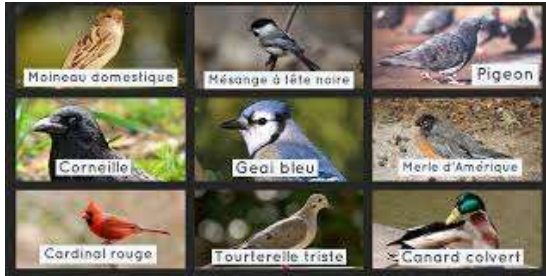 Moineau domestique
Mésange à tête noire
Pigeon
Corneille
Geai bleu
Merle d'Amérique
Cardinal rouge
Tourterelle triste
Canard colvert